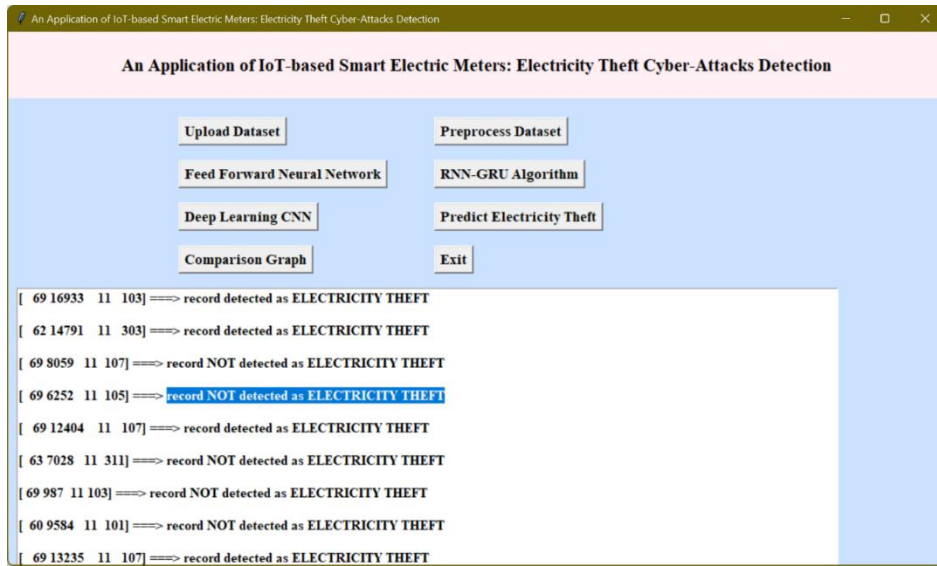 An Application of IoT-based Smart Electric Meters: Electricity Theft Cyber-Attacks Detection
An Application of IoT-based Smart Electric Meters: Electricity Theft Cyber-Attacks Detection
Upload Dataset Preprocess Dataset
Feed Forward Neural Network RNN-GRU Algorithm
Deep Learning CNN Predict Electricity Theft
Comparison Graph Exit
[ 69 16933 11 103] ===> record detected as ELECTRICITY THEFT
[ 62 14791 11 303] ===> record detected as ELECTRICITY THEFT
[ 69 8059 11 107] ===> record NOT detected as ELECTRICITY THEFT
[ 69 6252 11 105] ===> record NOT detected as ELECTRICITY THEFT
[ 69 12404 11 107] ===> record detected as ELECTRICITY THEFT
[ 63 7028 11 311] ===> record NOT detected as ELECTRICITY THEFT
[ 69 987 11 103] ===> record NOT detected as ELECTRICITY THEFT
[ 60 9584 11 101] ===> record NOT detected as ELECTRICITY THEFT
[ 69 13235 11 107] ===> record detected as ELECTRICITY THEFT